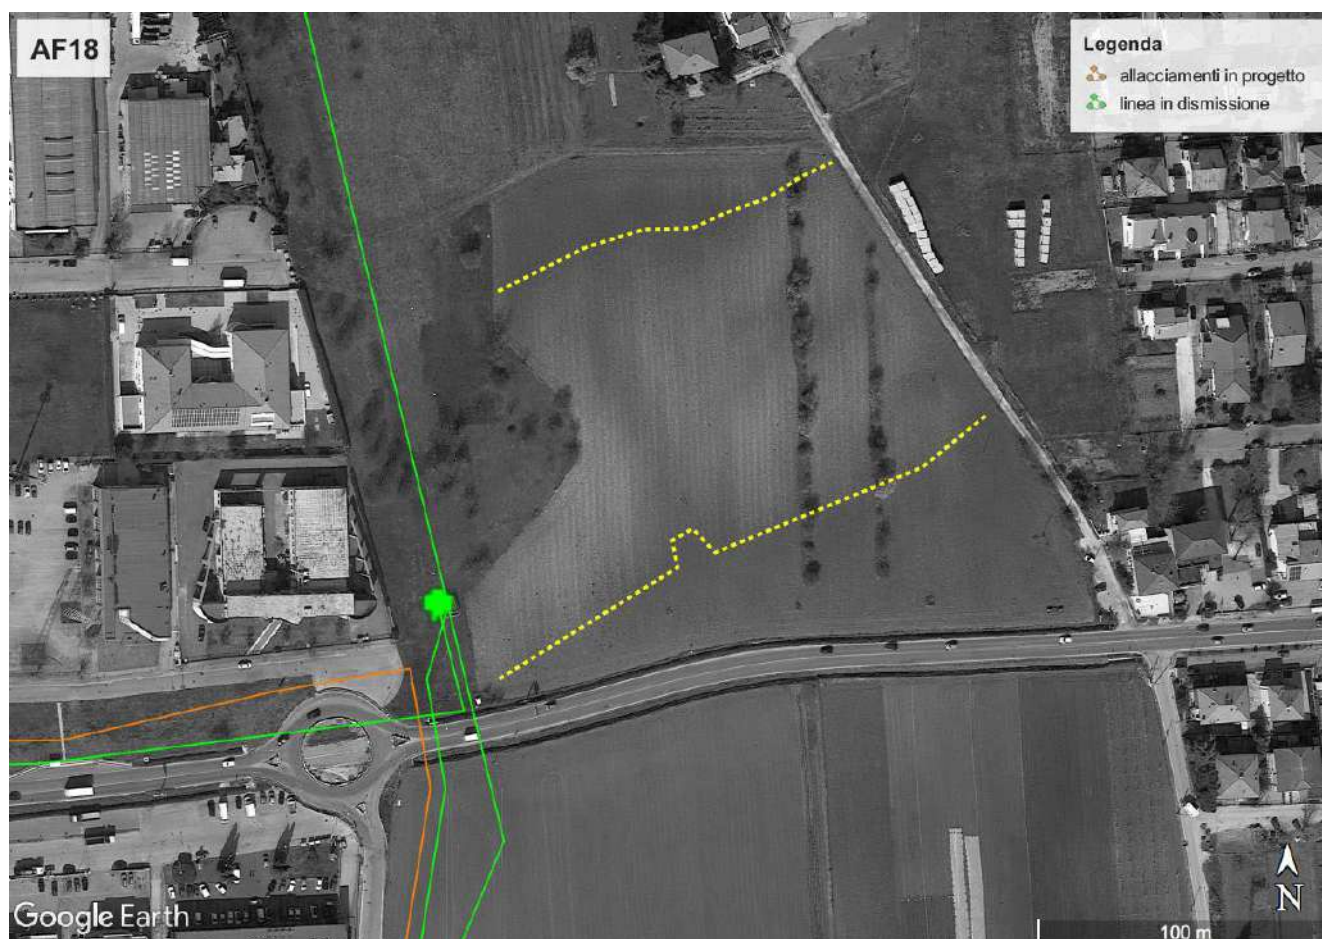 AF18
Legenda
allacciamenti in progetto
linea in dismissione
Google Earth
N
100 m